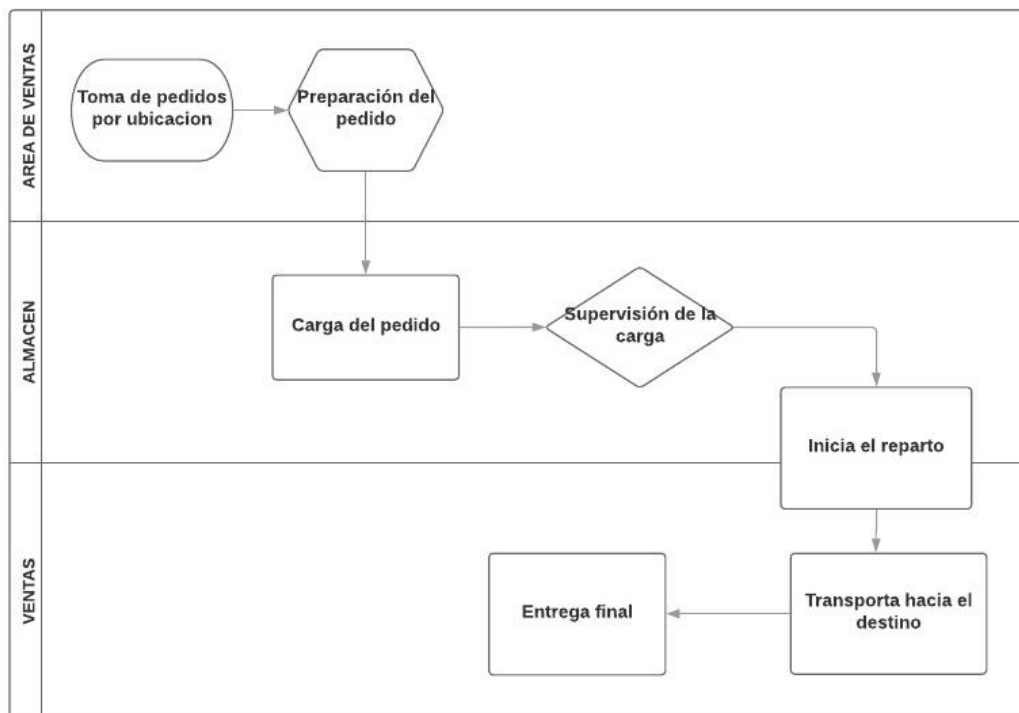 AREA DE VENTAS
Toma de pedidos
por ubicacion
Preparación del
pedido
ALMACEN
Carga del pedido
Supervisión de la
carga
Inicia el reparto
VENTAS
Entrega final
Transporta hacia el
destino